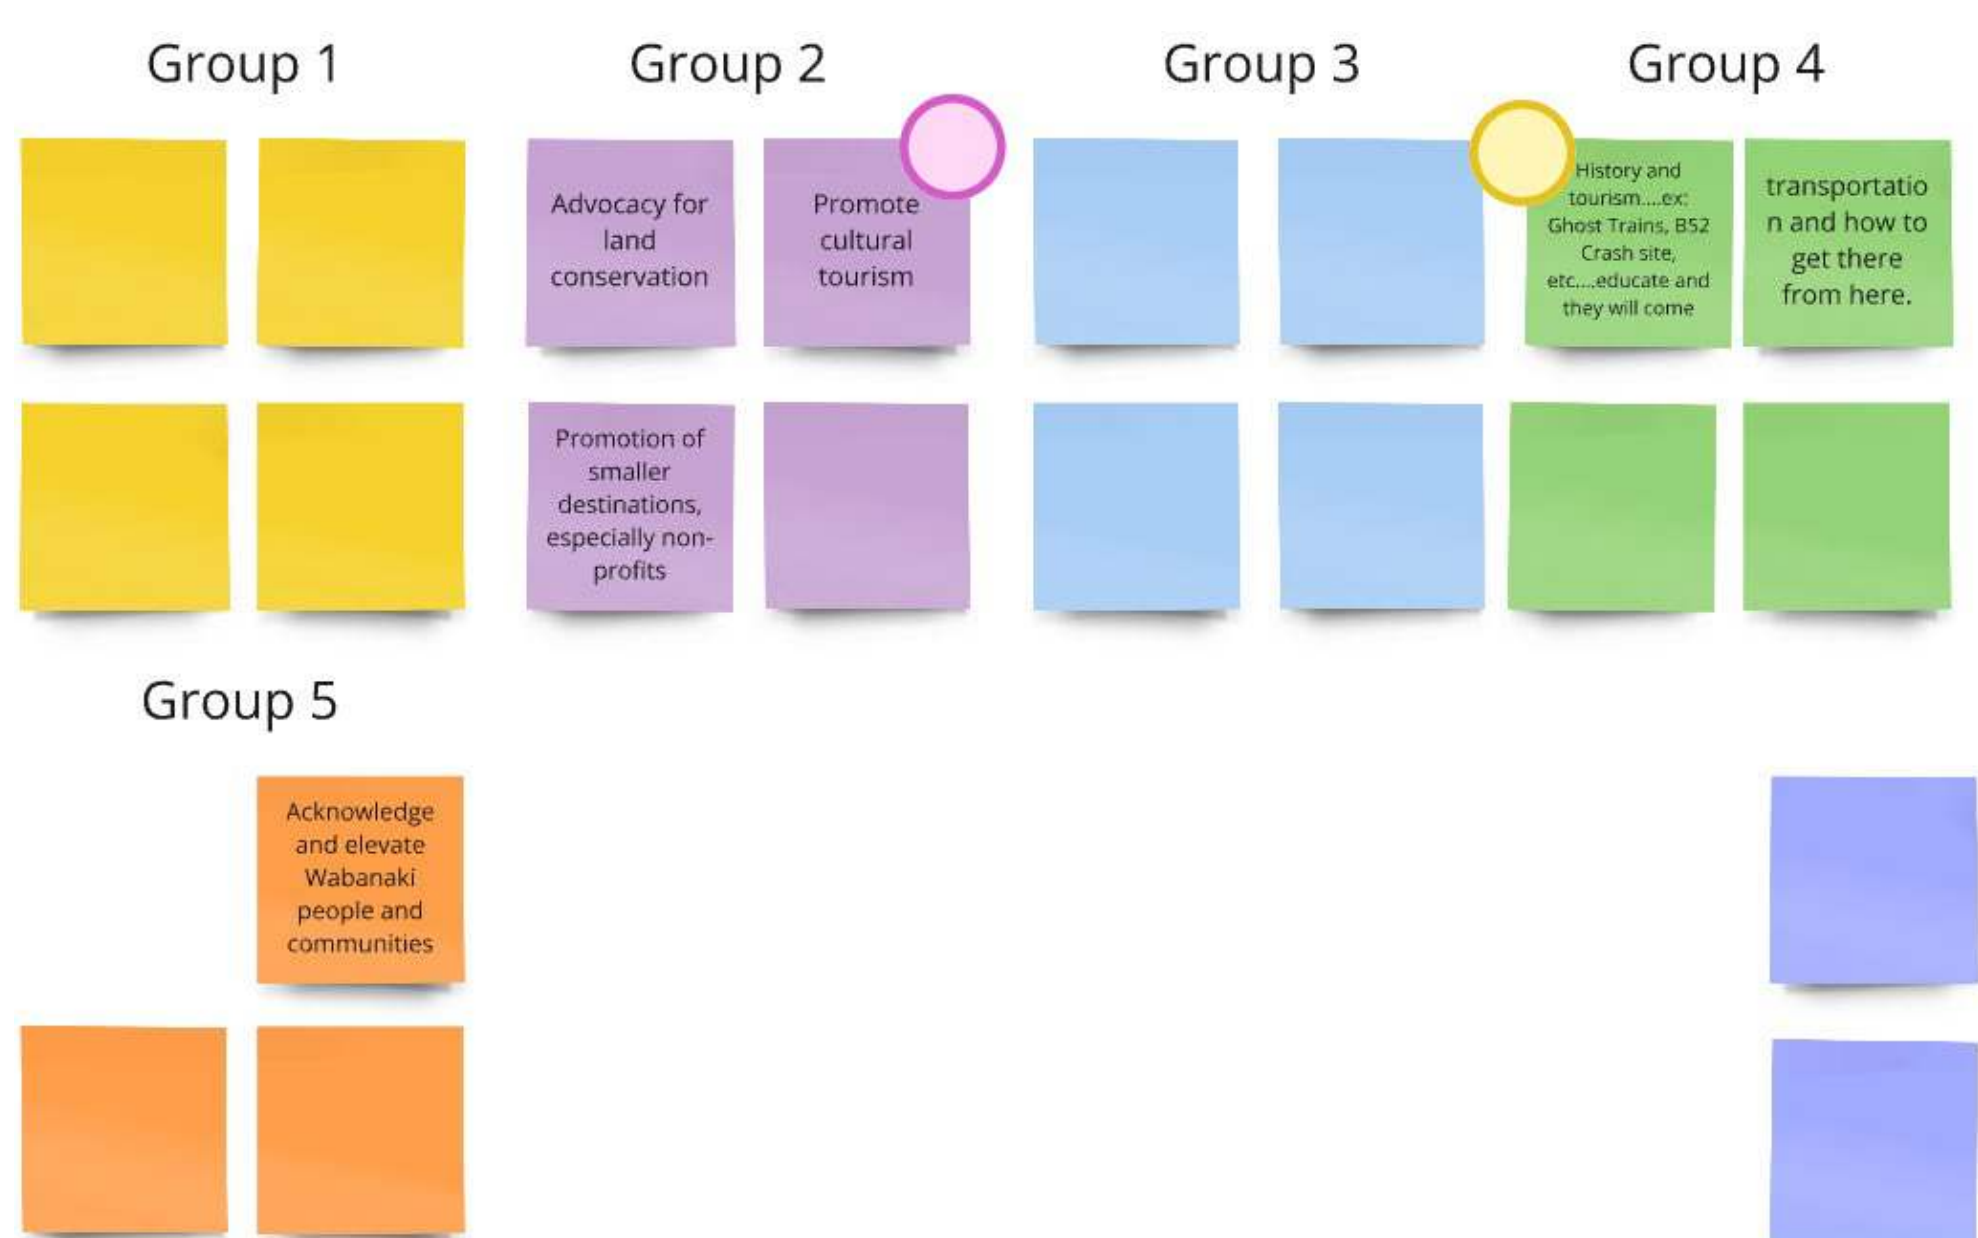 Group 1
Group 2
Group 3
Group 4
Advocacy for
land
conservation
Promote
cultural
tourism
History and
tourism....ex:
Ghost Trains, B52
Crash site,
etc....educate and
they will come
transportatio
n and how to
get there
from here.
Promotion of
smaller
destinations,
especially non-
profits
Group 5
Acknowledge
and elevate
Wabanaki
people and
communities